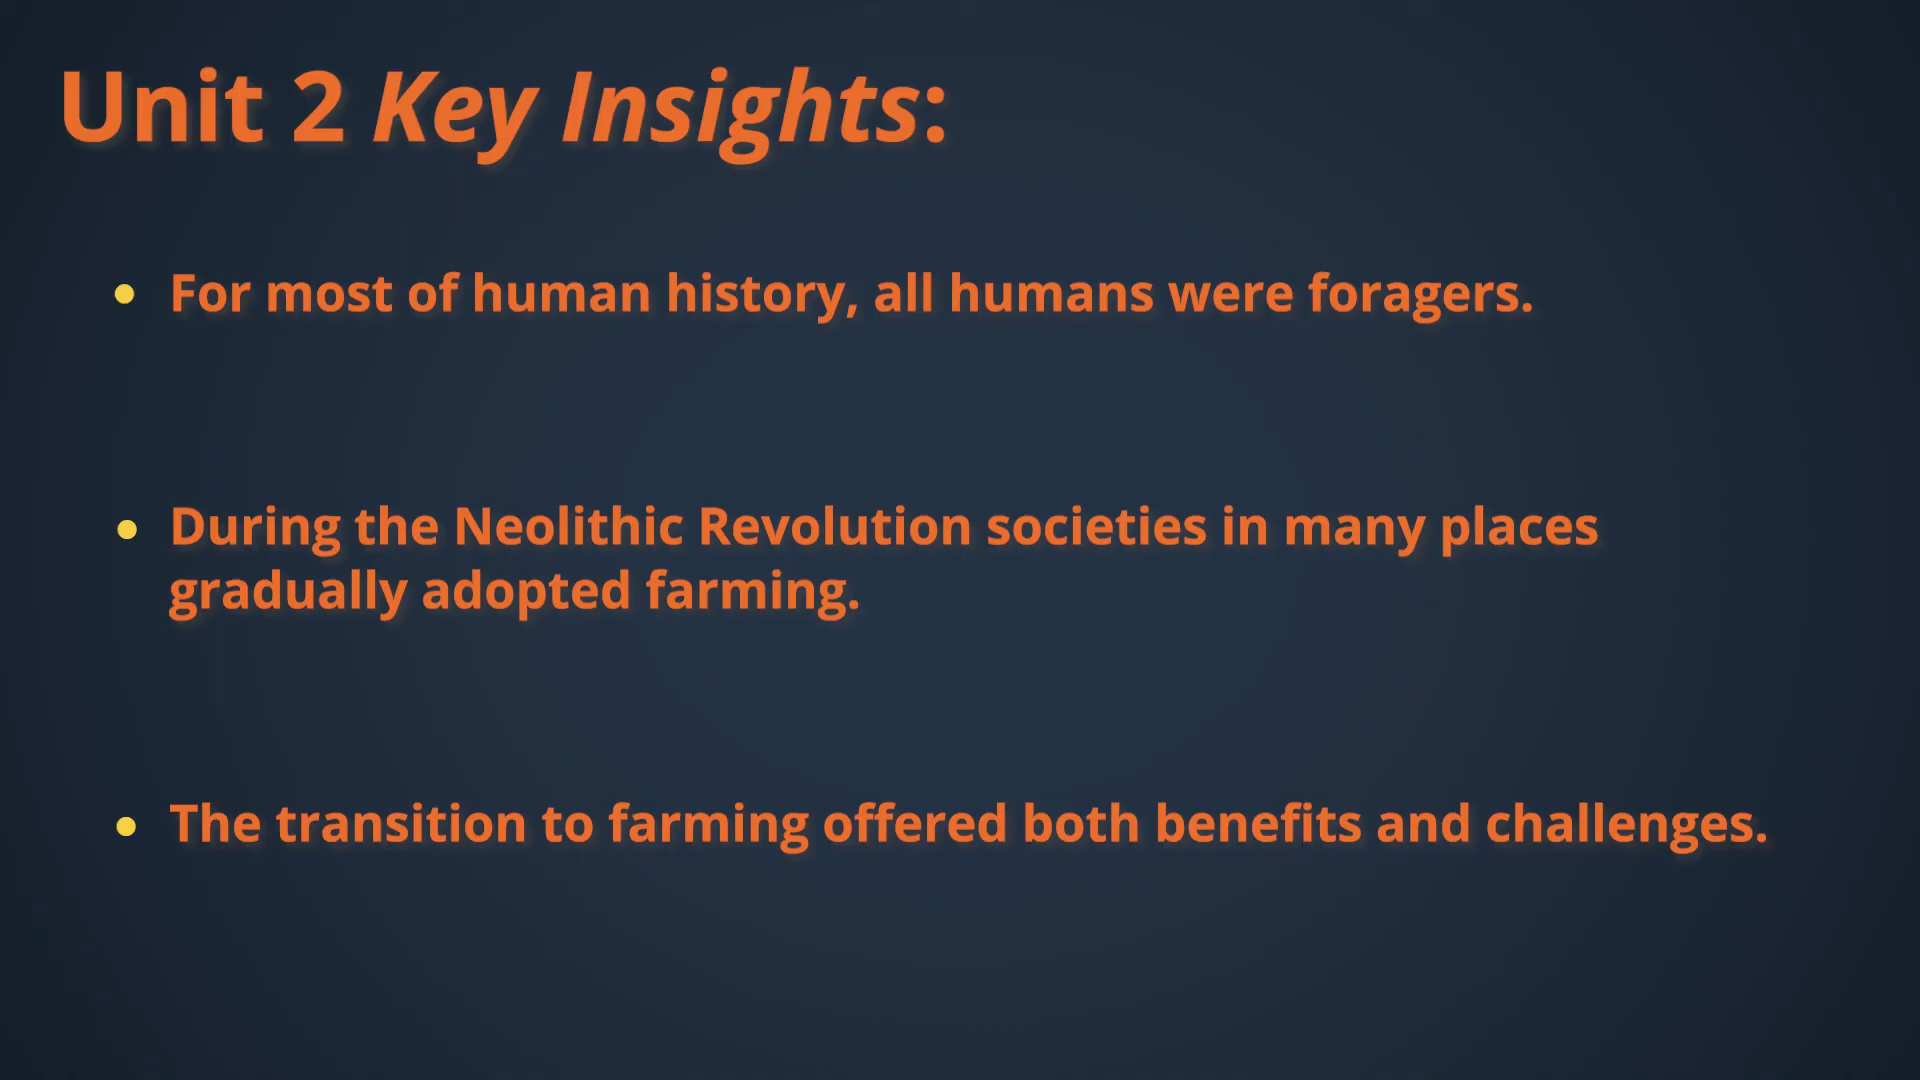 Unit 2 Key Insights:
For most of human history, all humans were foragers.
During the Neolithic Revolution societies in many places
gradually adopted farming.
The transition to farming offered both benefits and challenges.